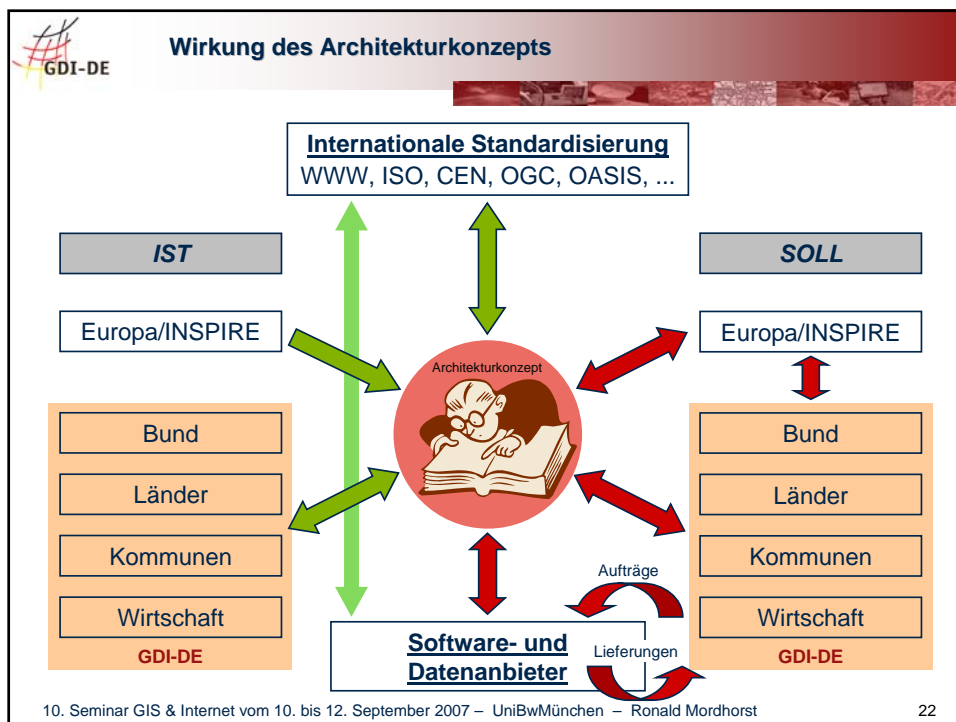 GDI-DE
Wirkung des Architekturkonzepts
Internationale Standardisierung
WWW, ISO, CEN, OGC, OASIS, ...
IST
SOLL
Europa/INSPIRE
Europa/INSPIRE
Architekturkonzept
Bund
Länder
Kommunen
Wirtschaft
GDI-DE
Bund
Länder
Kommunen
Wirtschaft
GDI-DE
Aufträge
Lieferungen
Software- und
Datenanbieter
10. Seminar GIS & Internet vom 10. bis 12. September 2007 – UniBwMünchen – Ronald Mordhorst
22